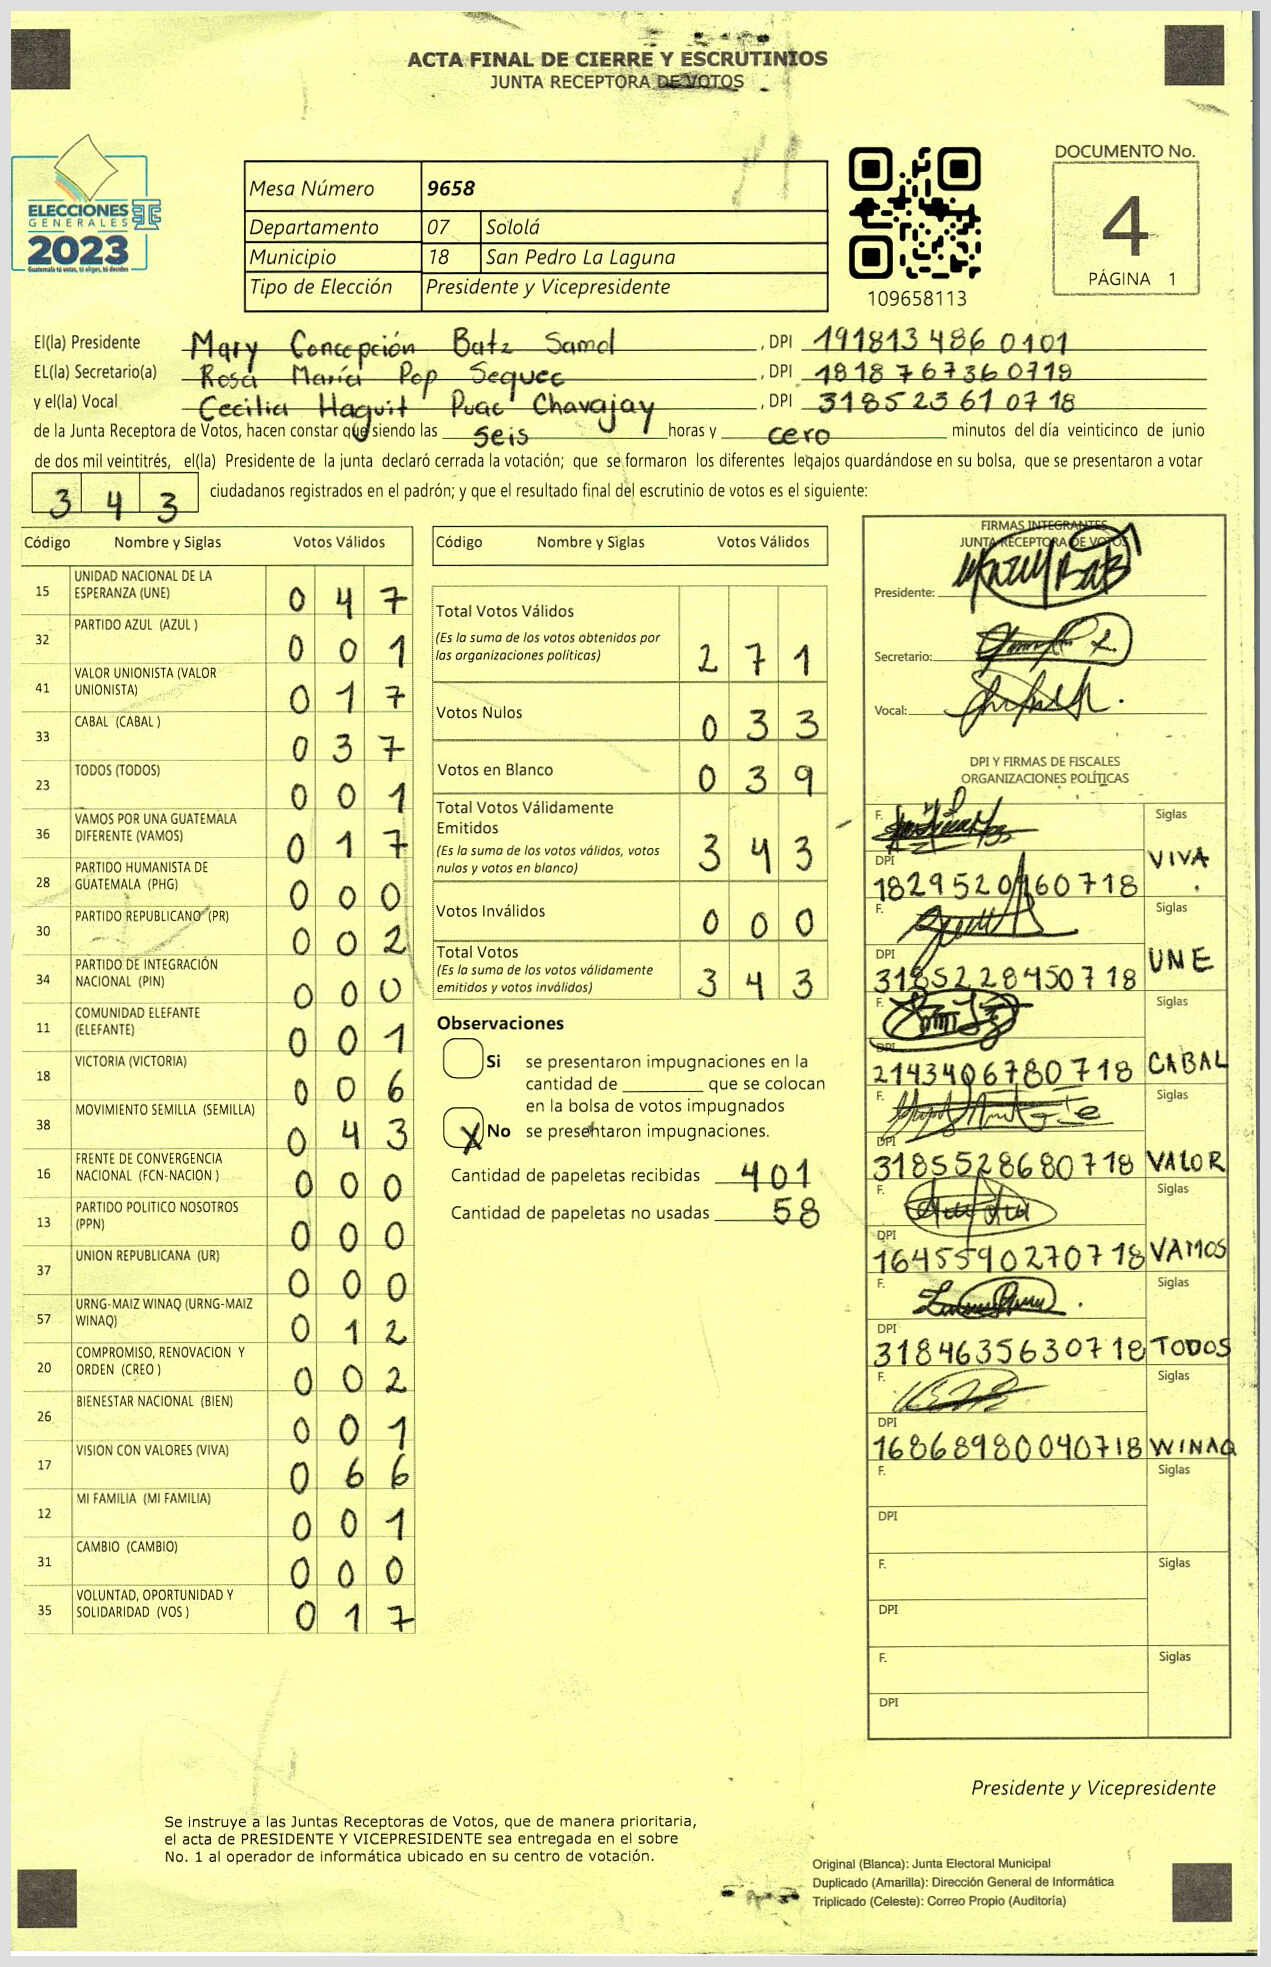 ACTA FINAL DE CIERRE Y ESCRUTINIOS
JUNTA RECEPTORA DE VOTOS
ELECCIONES
GENERALES
2023
Guatemala tú votas, tú eliges, tú decides
Mesa Número 9658
Departamento 07 Sololá
Municipio 18 San Pedro La Laguna
Tipo de Elección Presidente y Vicepresidente
109658113
DOCUMENTO No.
4
PÁGINA 1
El(la) Presidente Mary Concepción Batz Samol, DPI 191813486 0101
EL(la) Secretario(a) Rosa María Pop Sequec, DPI 1818767360718
y el(la) Vocal Cecilia Haguit Puac Chavajay, DPI 318523610718
de la Junta Receptora de Votos, hacen constar que siendo las seis horas y cero minutos del día veinticinco de junio
de dos mil veintitrés, el(la) Presidente de la junta declaró cerrada la votación; que se formaron los diferentes legajos guardándose en su bolsa, que se presentaron a votar
343 ciudadanos registrados en el padrón; y que el resultado final del escrutinio de votos es el siguiente:
Código Nombre y Siglas Votos Válidos
15 UNIDAD NACIONAL DE LA ESPERANZA (UNE) 0 4 7
32 PARTIDO AZUL (AZUL ) 0 0 1
41 VALOR UNIONISTA (VALOR UNIONISTA) 0 1 7
33 CABAL (CABAL ) 0 3 7
23 TODOS (TODOS) 0 0 1
36 VAMOS POR UNA GUATEMALA DIFERENTE (VAMOS) 0 1 7
28 PARTIDO HUMANISTA DE GUATEMALA (PHG) 0 0 0
30 PARTIDO REPUBLICANO (PR) 0 0 2
34 PARTIDO DE INTEGRACIÓN NACIONAL (PIN) 0 0 0
11 COMUNIDAD ELEFANTE (ELEFANTE) 0 0 1
18 VICTORIA (VICTORIA) 0 0 6
38 MOVIMIENTO SEMILLA (SEMILLA) 0 4 3
16 FRENTE DE CONVERGENCIA NACIONAL (FCN-NACION ) 0 0 0
13 PARTIDO POLITICO NOSOTROS (PPN) 0 0 0
37 UNION REPUBLICANA (UR) 0 0 0
57 URNG-MAIZ WINAQ (URNG-MAIZ WINAQ) 0 1 2
20 COMPROMISO, RENOVACION Y ORDEN (CREO ) 0 0 2
26 BIENESTAR NACIONAL (BIEN) 0 0 1
17 VISION CON VALORES (VIVA) 0 6 6
12 MI FAMILIA (MI FAMILIA) 0 0 1
31 CAMBIO (CAMBIO) 0 0 0
35 VOLUNTAD, OPORTUNIDAD Y SOLIDARIDAD (VOS ) 0 1 7
Código Nombre y Siglas Votos Válidos
Total Votos Válidos 2 7 1
(Es la suma de los votos obtenidos por
las organizaciones políticas)
Votos Nulos 0 3 3
Votos en Blanco 0 3 9
Total Votos Válidamente
Emitidos 3 4 3
(Es la suma de los votos válidos, votos
nulos y votos en blanco)
Votos Inválidos 0 0 0
Total Votos 3 4 3
(Es la suma de los votos válidamente
emitidos y votos inválidos)
Observaciones
Si se presentaron impugnaciones en la
cantidad de ________ que se colocan
en la bolsa de votos impugnados
X No se presentaron impugnaciones.
Cantidad de papeletas recibidas 401
Cantidad de papeletas no usadas 58
FIRMAS INTEGRANTES
JUNTA RECEPTORA DE VOTOS
Presidente:
Secretario:
Vocal:
DPI Y FIRMAS DE FISCALES
ORGANIZACIONES POLÍTICAS
F. Siglas
DPI VIVA
F. Siglas
DPI 3185228450718 UNE
F. Siglas
DPI 2143406780718 CABAL
F. Siglas
DPI 3185528680718 VALOR
F. Siglas
DPI 1645590270718 VAMOS
F. Siglas
DPI 3184635630718 TODOS
F. Siglas
DPI 1686898004 0718 WINAQ
F. Siglas
DPI
F. Siglas
DPI
F. Siglas
DPI
Presidente y Vicepresidente
Se instruye a las Juntas Receptoras de Votos, que de manera prioritaria,
el acta de PRESIDENTE Y VICEPRESIDENTE sea entregada en el sobre
No. 1 al operador de informática ubicado en su centro de votación.
Original (Blanca): Junta Electoral Municipal
Duplicado (Amarilla): Dirección General de Informática
Triplicado (Celeste): Correo Propio (Auditoría)